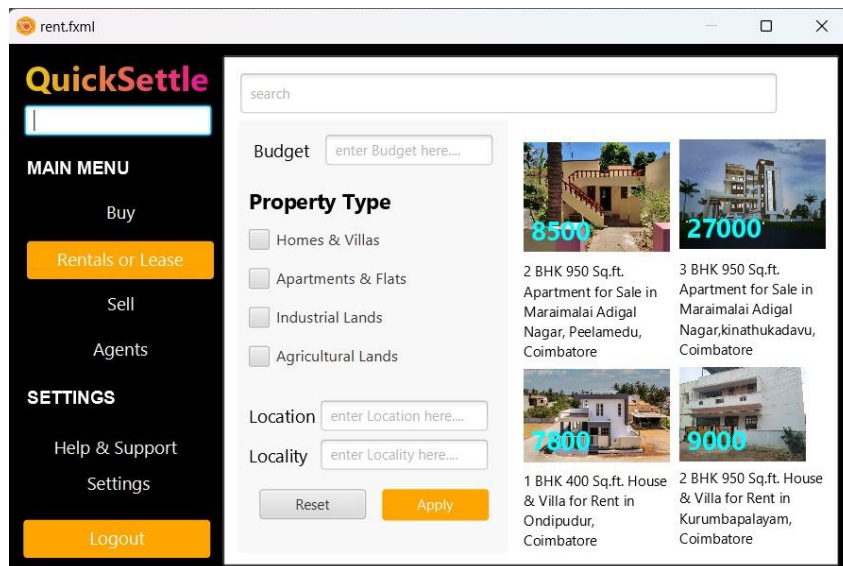 rent.fxml
QuickSettle
MAIN MENU
Buy
Rentals or Lease
Sell
Agents
SETTINGS
Help & Support
Settings
Logout
search
Budget enter Budget here....
Property Type
Homes & Villas
Apartments & Flats
Industrial Lands
Agricultural Lands
Location enter Location here....
Locality enter Locality here....
Reset Apply
8500
2 BHK 950 Sq.ft.
Apartment for Sale in
Maraimalai Adigal
Nagar, Peelamedu,
Coimbatore
27000
3 BHK 950 Sq.ft.
Apartment for Sale in
Maraimalai Adigal
Nagar,kinathukadavu,
Coimbatore
7800
1 BHK 400 Sq.ft. House
& Villa for Rent in
Ondipudur,
Coimbatore
9000
2 BHK 950 Sq.ft. House
& Villa for Rent in
Kurumbapalayam,
Coimbatore